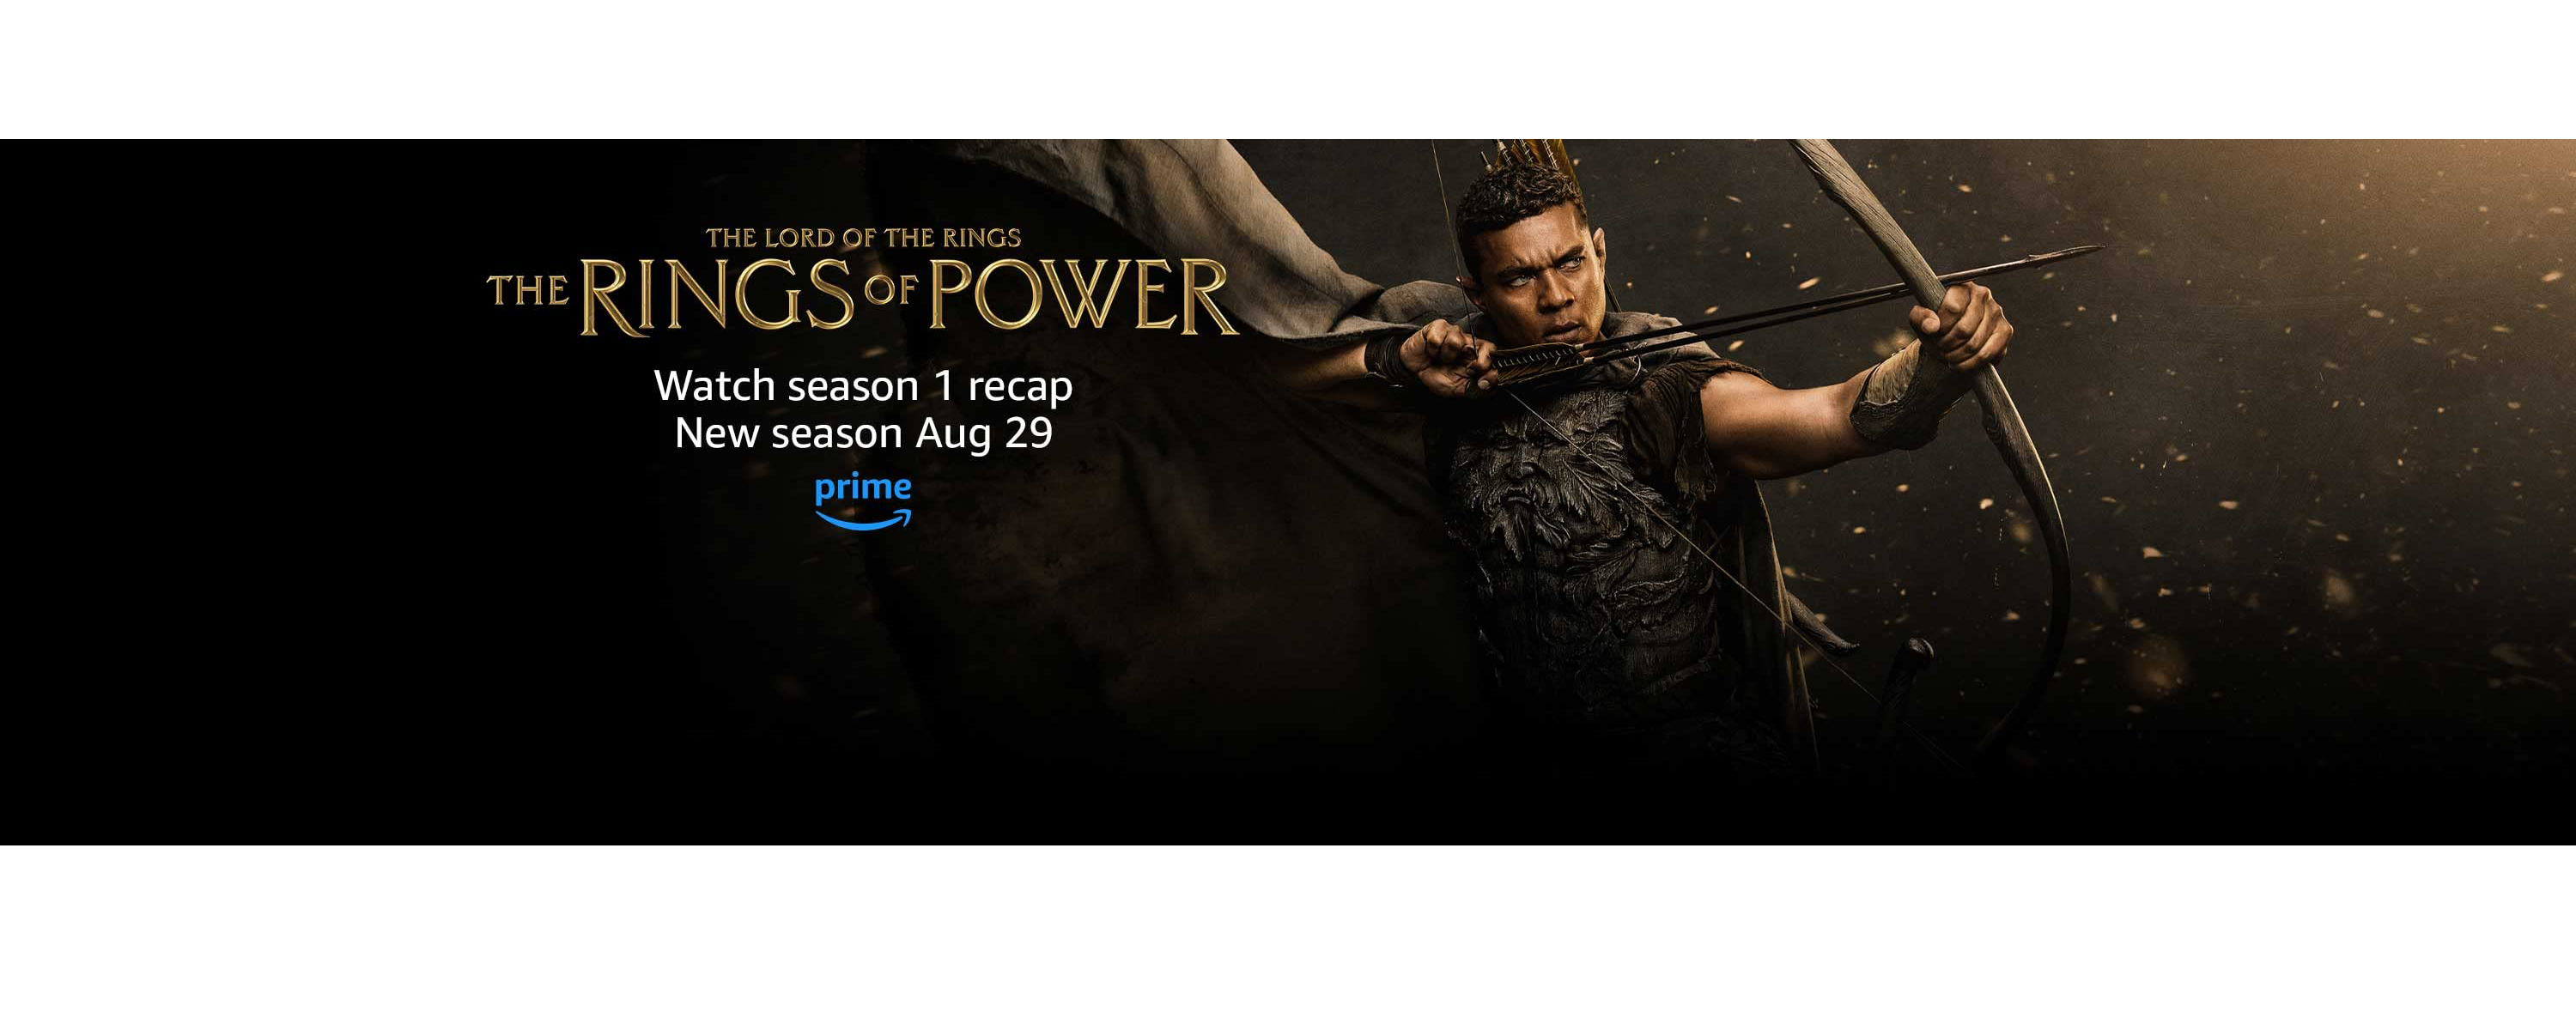 THE LORD OF THE RINGS
THE RINGS OF POWER
Watch season 1 recap
New season Aug 29
prime